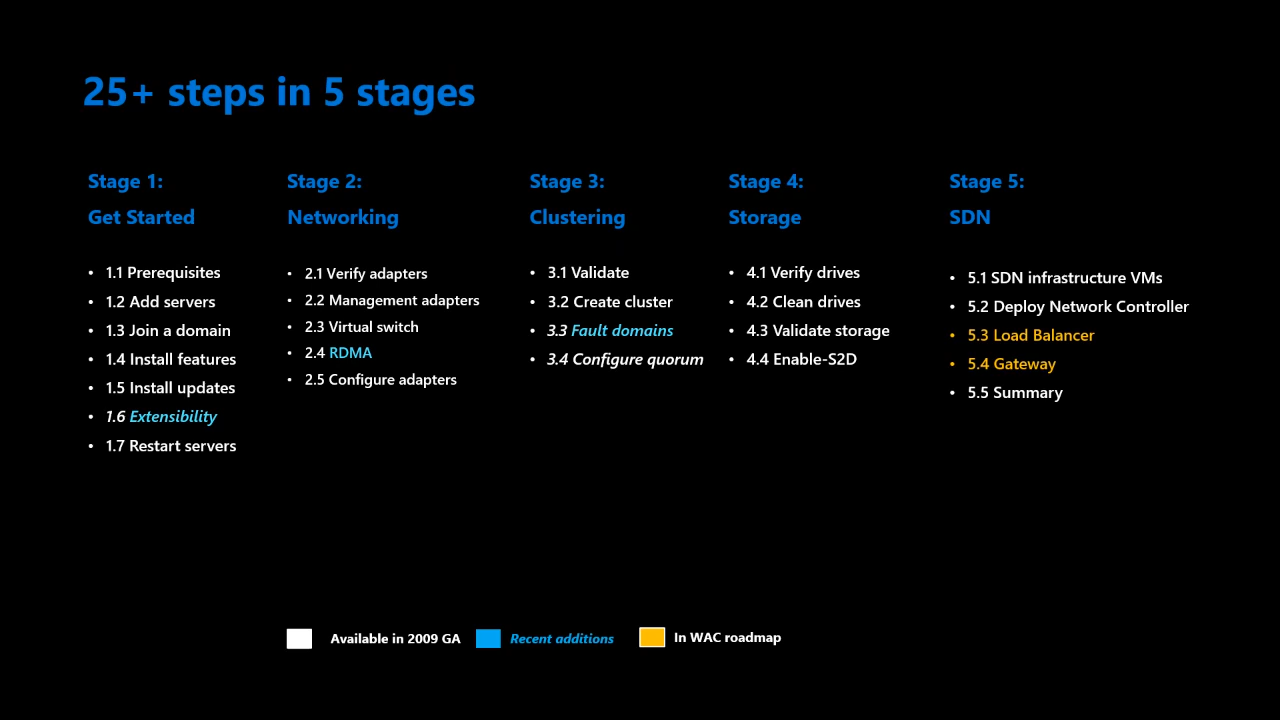 25+ steps in 5 stages
Stage 1:
Get Started
• 1.1 Prerequisites
• 1.2 Add servers
• 1.3 Join a domain
• 1.4 Install features
• 1.5 Install updates
• 1.6 Extensibility
• 1.7 Restart servers
Stage 2:
Networking
• 2.1 Verify adapters
• 2.2 Management adapters
• 2.3 Virtual switch
• 2.4 RDMA
• 2.5 Configure adapters
Stage 3:
Clustering
• 3.1 Validate
• 3.2 Create cluster
• 3.3 Fault domains
• 3.4 Configure quorum
Stage 4:
Storage
• 4.1 Verify drives
• 4.2 Clean drives
• 4.3 Validate storage
• 4.4 Enable-S2D
Stage 5:
SDN
• 5.1 SDN infrastructure VMs
• 5.2 Deploy Network Controller
• 5.3 Load Balancer
• 5.4 Gateway
• 5.5 Summary
Available in 2009 GA
Recent additions
In WAC roadmap